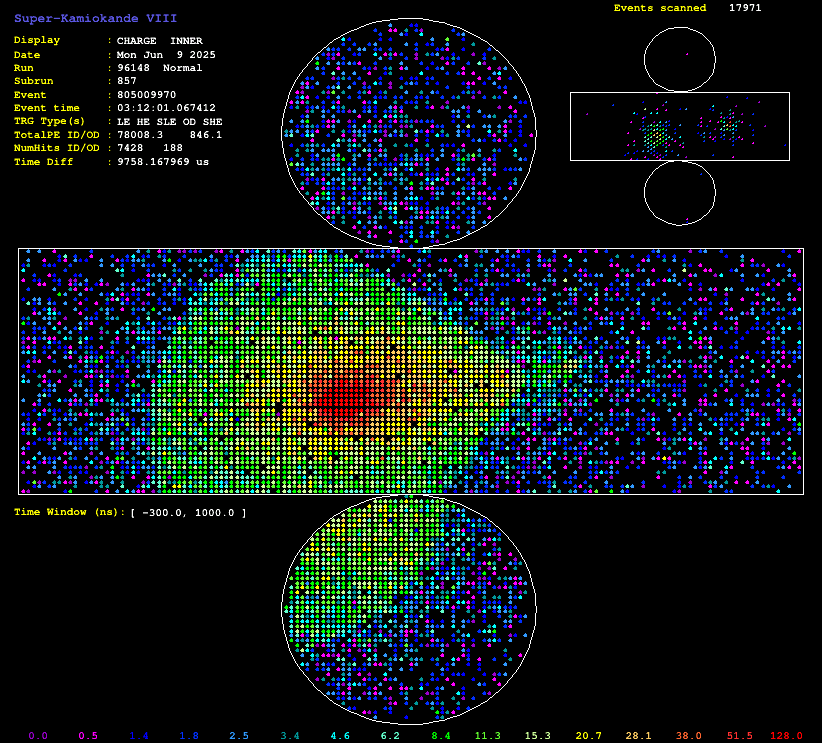 Super-Kamiokande VIII
Events scanned 17971
Display : CHARGE INNER
Date : Mon Jun 9 2025
Run : 96148 Normal
Subrun : 857
Event : 805009970
Event time : 03:12:01.067412
TRG Type(s) : LE HE SLE OD SHE
TotalPE ID/OD : 78008.3 846.1
NumHits ID/OD : 7428 188
Time Diff : 9758.167969 us
Time Window (ns): [ -300.0, 1000.0 ]
0.0 0.5 1.4 1.8 2.5 3.4 4.6 6.2 8.4 11.3 15.3 20.7 28.1 38.0 51.5 128.0